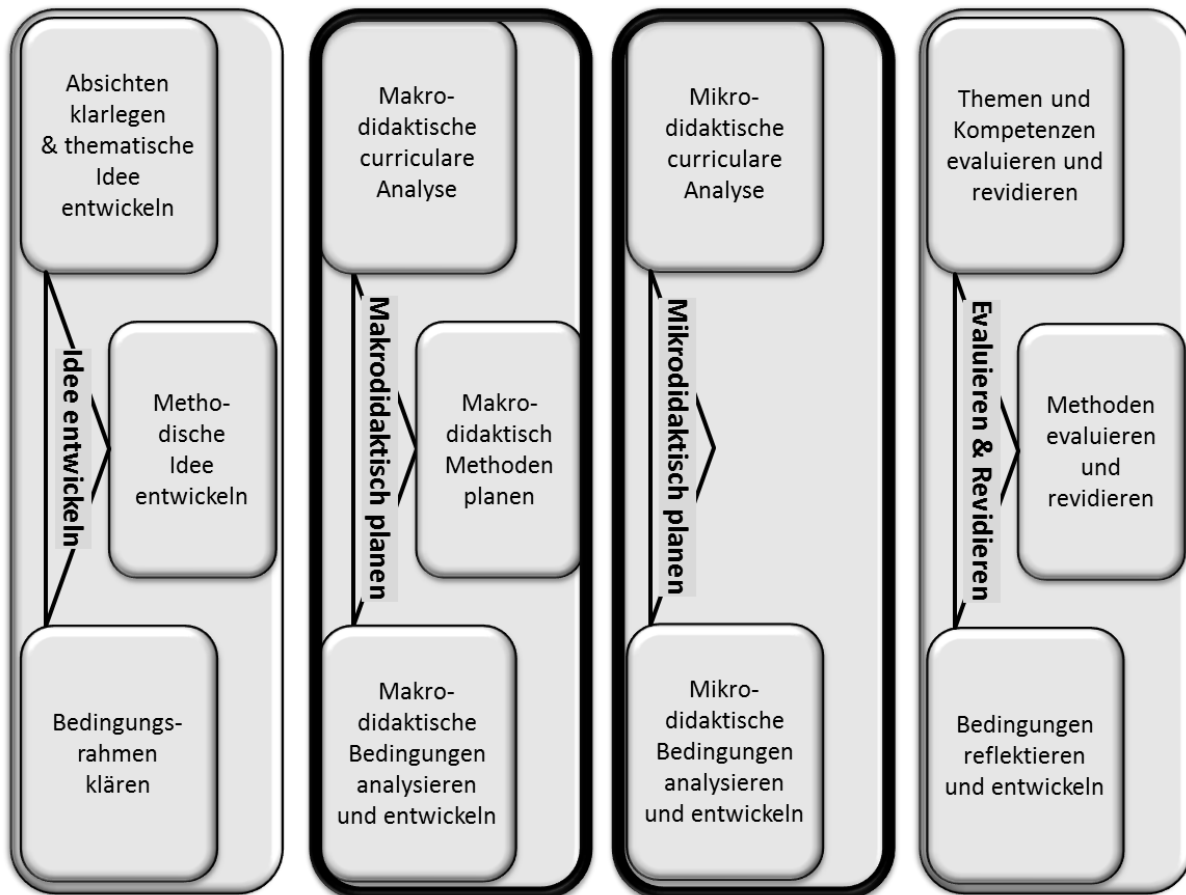 Absichten
klarlegen
& thematische
Idee
entwickeln
Idee entwickeln
Metho-
dische
Idee
entwickeln
Bedingungs-
rahmen
klären
Makro-
didaktische
curriculare
Analyse
Makrodidaktisch planen
Makro-
didaktisch
Methoden
planen
Makro-
didaktische
Bedingungen
analysieren
und entwickeln
Mikro-
didaktische
curriculare
Analyse
Mikrodidaktisch planen
Mikro-
didaktische
Bedingungen
analysieren
und entwickeln
Themen und
Kompetenzen
evaluieren und
revidieren
Evaluieren & Revidieren
Methoden
evaluieren
und
revidieren
Bedingungen
reflektieren
und entwickeln